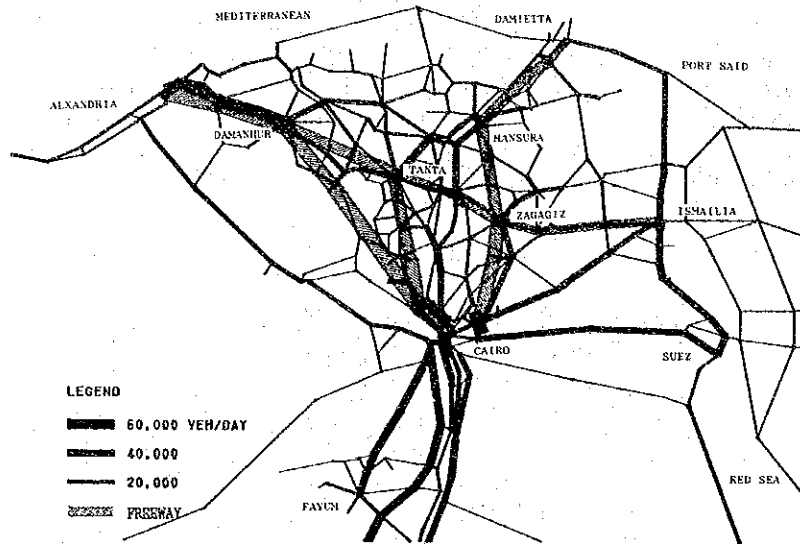 MEDITERRANEAN
DAMIETTA
PORT SAID
ALXANDRIA
DAMANHUR
MANSURA
TANTA
ZAGAGIZ
ISMAILIA
CAIRO
SUEZ
LEGEND
60,000 VEH/DAY
40,000
20,000
FREEWAY
FAYUM
RED SEA